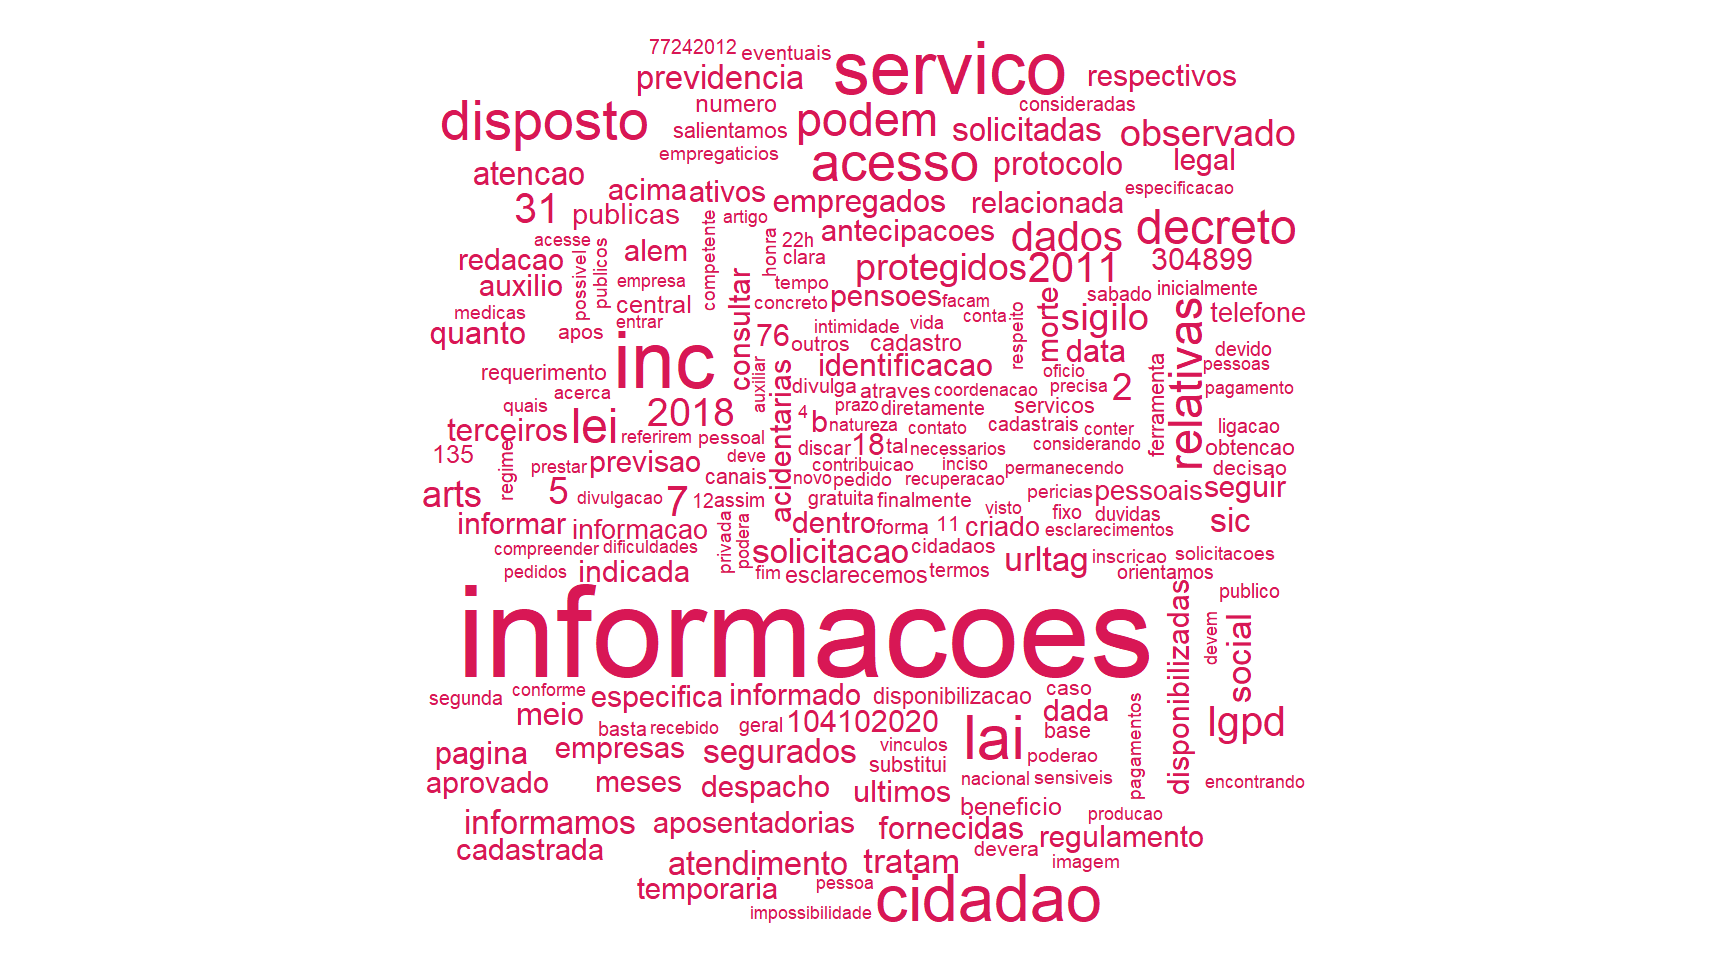 77242012 eventuais servico
previdencia respectivos
disposto numero podem consideradas
salientamos solicitadas observado
empregaticios acesso protocolo legal
atencao acima ativos especificacao
31 publicas artigo empregados relacionada
acesse alem competente honra 22h antecipacoes dados decreto
redacao possivel publicos clara protegidos 2011 304899
auxilio empresa tempo
medicas central consultar concreto pensoes facam sabado inicialmente
quanto apos entrar 76 intimidade vida conta respeito morte sigilo relativas telefone
inc outros cadastro data devido
requerimento identificacao oficio pessoas
acerca auxiliar acidentarias divulga atraves coordenacao precisa 2 ferramenta pagamento
quais 2018 4 prazo diretamente servicos
terceiros lei referirem pessoal b natureza contato cadastrais conter ligacao
135 regime deve discar 18 tal necessarios considerando obtencao
prestar previsao contribuicao inciso permanecendo decisao
arts 5 divulgacao canais novo pedido recuperacao
7 12 assim gratuita finalmente pericias pessoais seguir
informar informacao privada podera dentro forma 11 criado visto fixo duvidas sic
compreender dificuldades solicitacao cidadaos urltag esclarecimentos inscricao solicitacoes
pedidos indicada fim esclarecemos termos orientamos
informacoes disponibilizadas publico devem social
segunda conforme especifica informado disponibilizacao caso
meio basta recebido geral 104102020 lai dada pagamentos lgpd
pagina empresas segurados vinculos base
substitui poderao
aprovado meses despacho ultimos nacional sensiveis encontrando
beneficio producao
informamos aposentadorias fornecidas regulamento
cadastrada atendimento tratam devera imagem
temporaria pessoa cidadao
impossibilidade